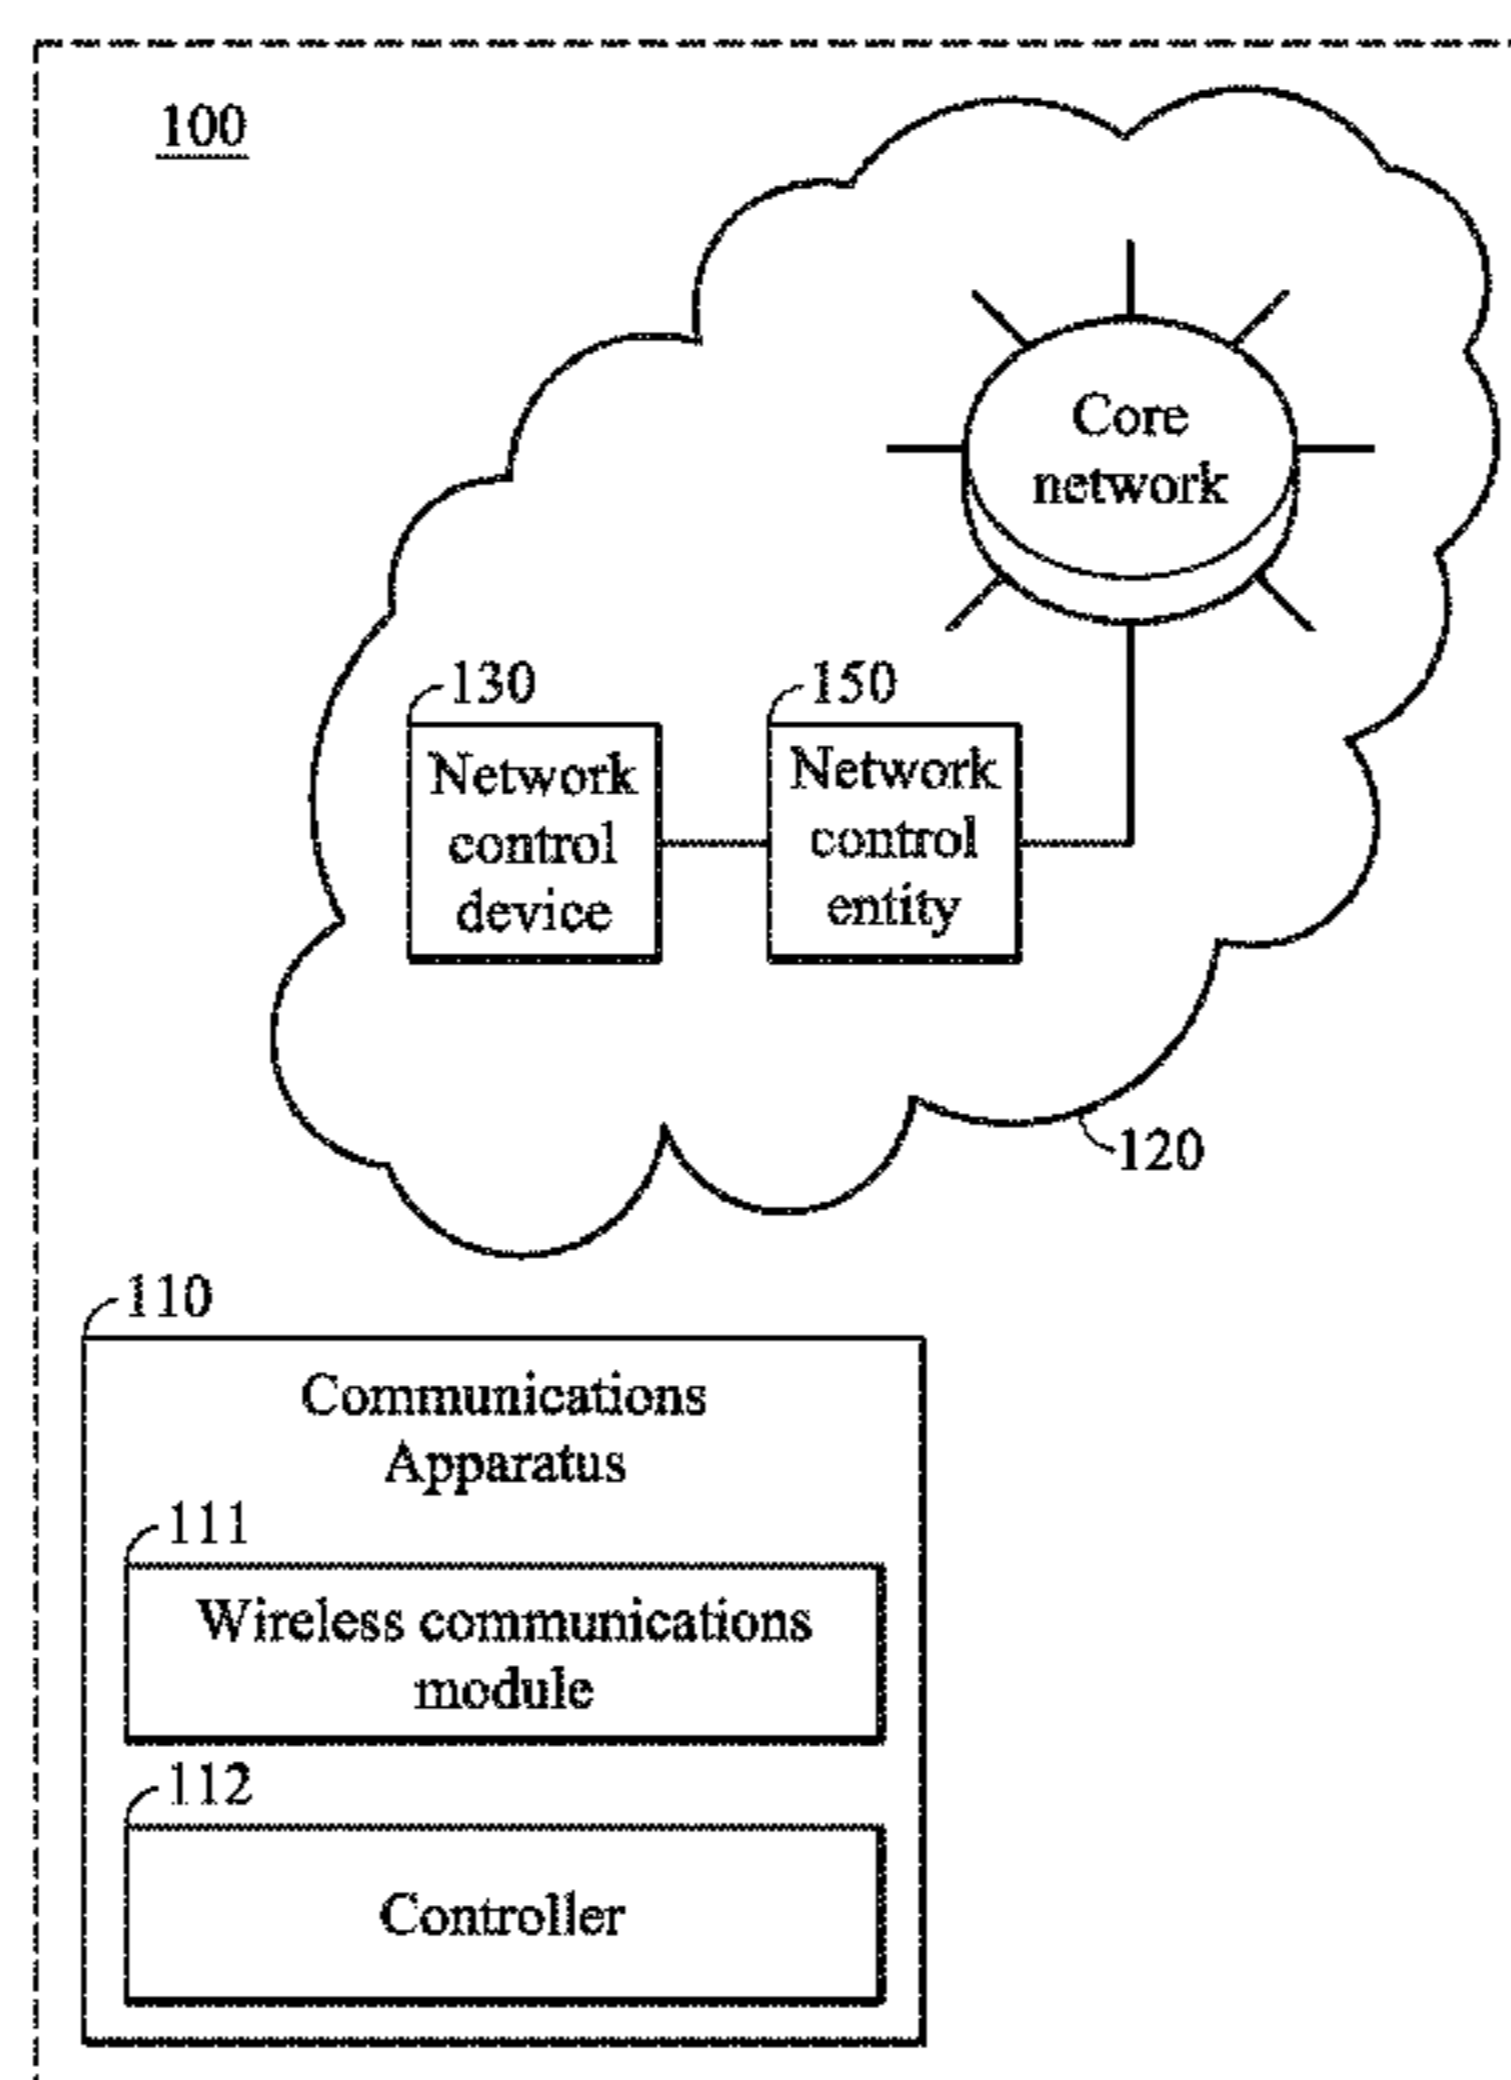 100
Core
network
130
150
Network
control
device
Network
control
entity
120
110
Communications
Apparatus
111
Wireless communications
module
112
Controller